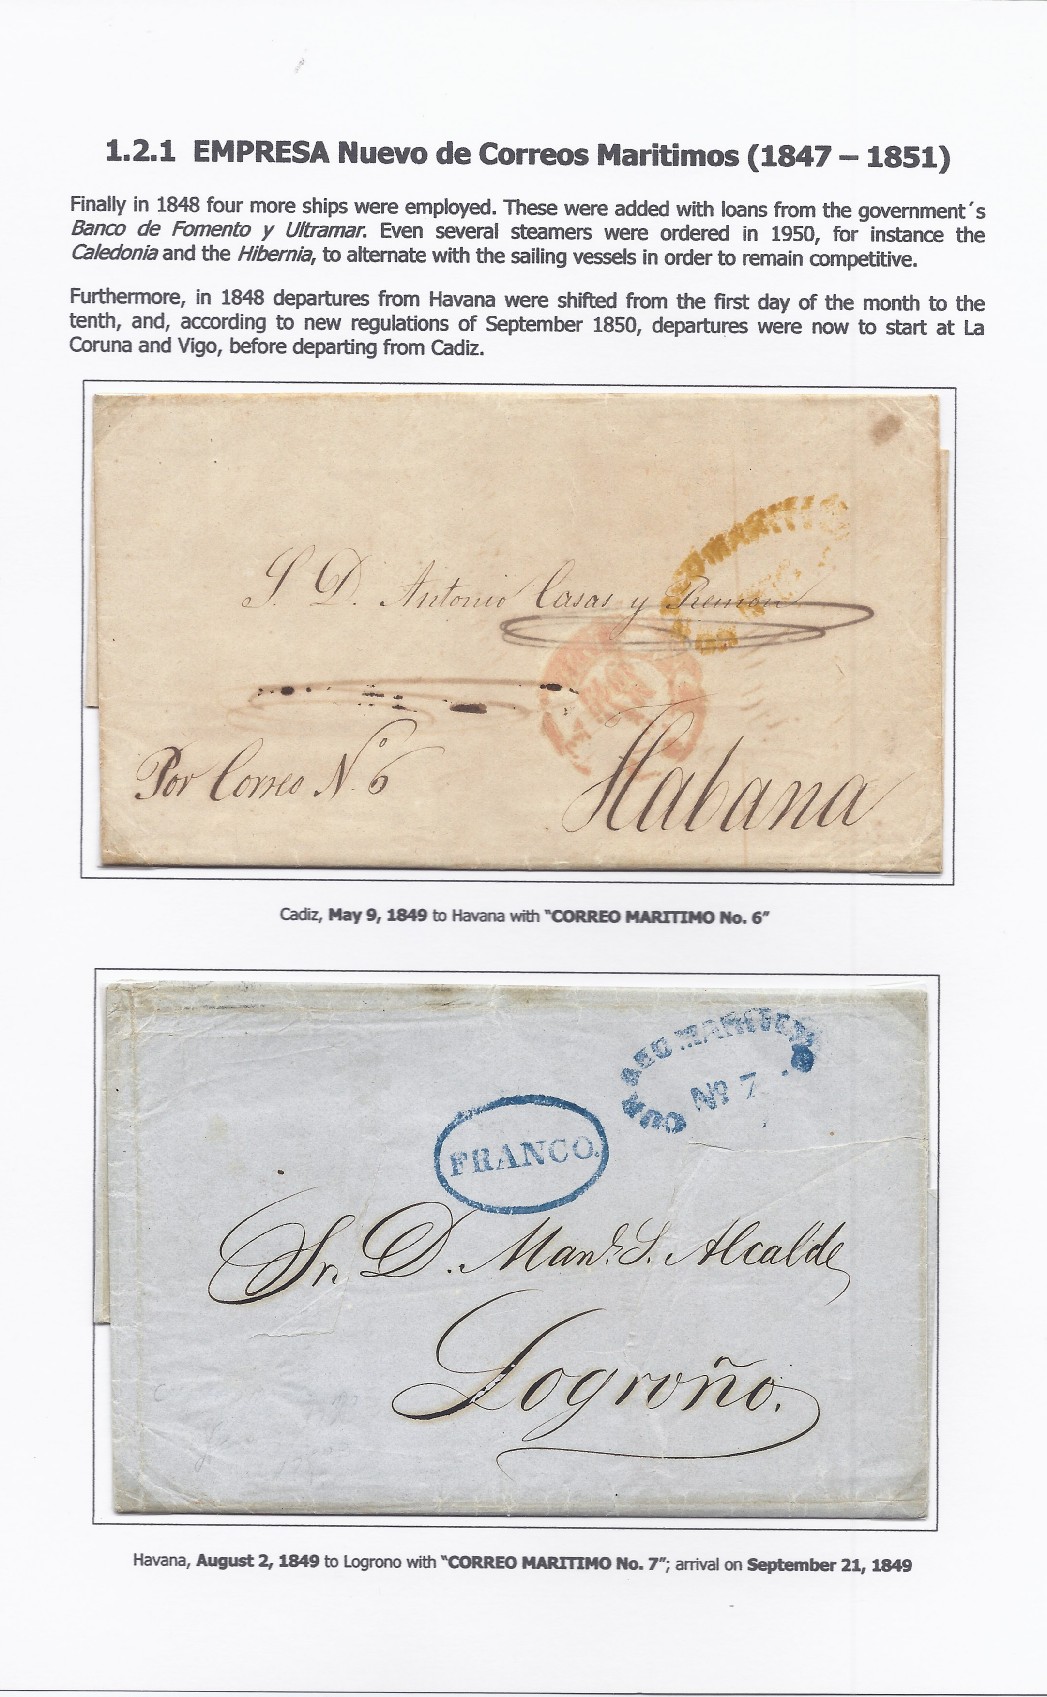 1.2.1 EMPRESA Nuevo de Correos Maritimos (1847 – 1851)
Finally in 1848 four more ships were employed. These were added with loans from the government´s
Banco de Fomento y Ultramar. Even several steamers were ordered in 1950, for instance the
Caledonia and the Hibernia, to alternate with the sailing vessels in order to remain competitive.
Furthermore, in 1848 departures from Havana were shifted from the first day of the month to the
tenth, and, according to new regulations of September 1850, departures were now to start at La
Coruna and Vigo, before departing from Cadiz.
S. D. Antonio Casas y Remon
Por Correo Nº 6
Habana
Cadiz, May 9, 1849 to Havana with "CORREO MARITIMO No. 6"
Nº 7
FRANCO.
Sr. D. Manl. S. Alcalde
Logroño.
Havana, August 2, 1849 to Logrono with "CORREO MARITIMO No. 7"; arrival on September 21, 1849